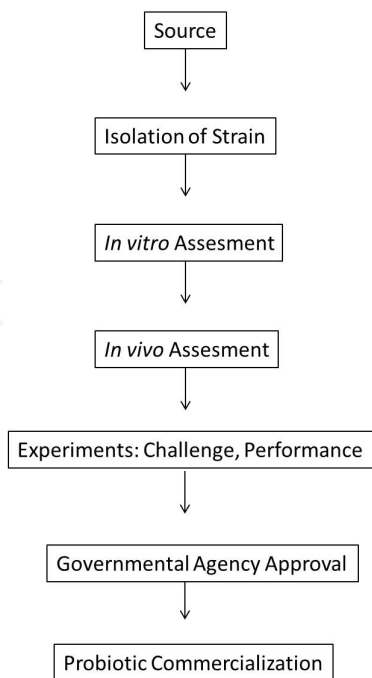 Source
Isolation of Strain
In vitro Assesment
In vivo Assesment
Experiments: Challenge, Performance
Governmental Agency Approval
Probiotic Commercialization